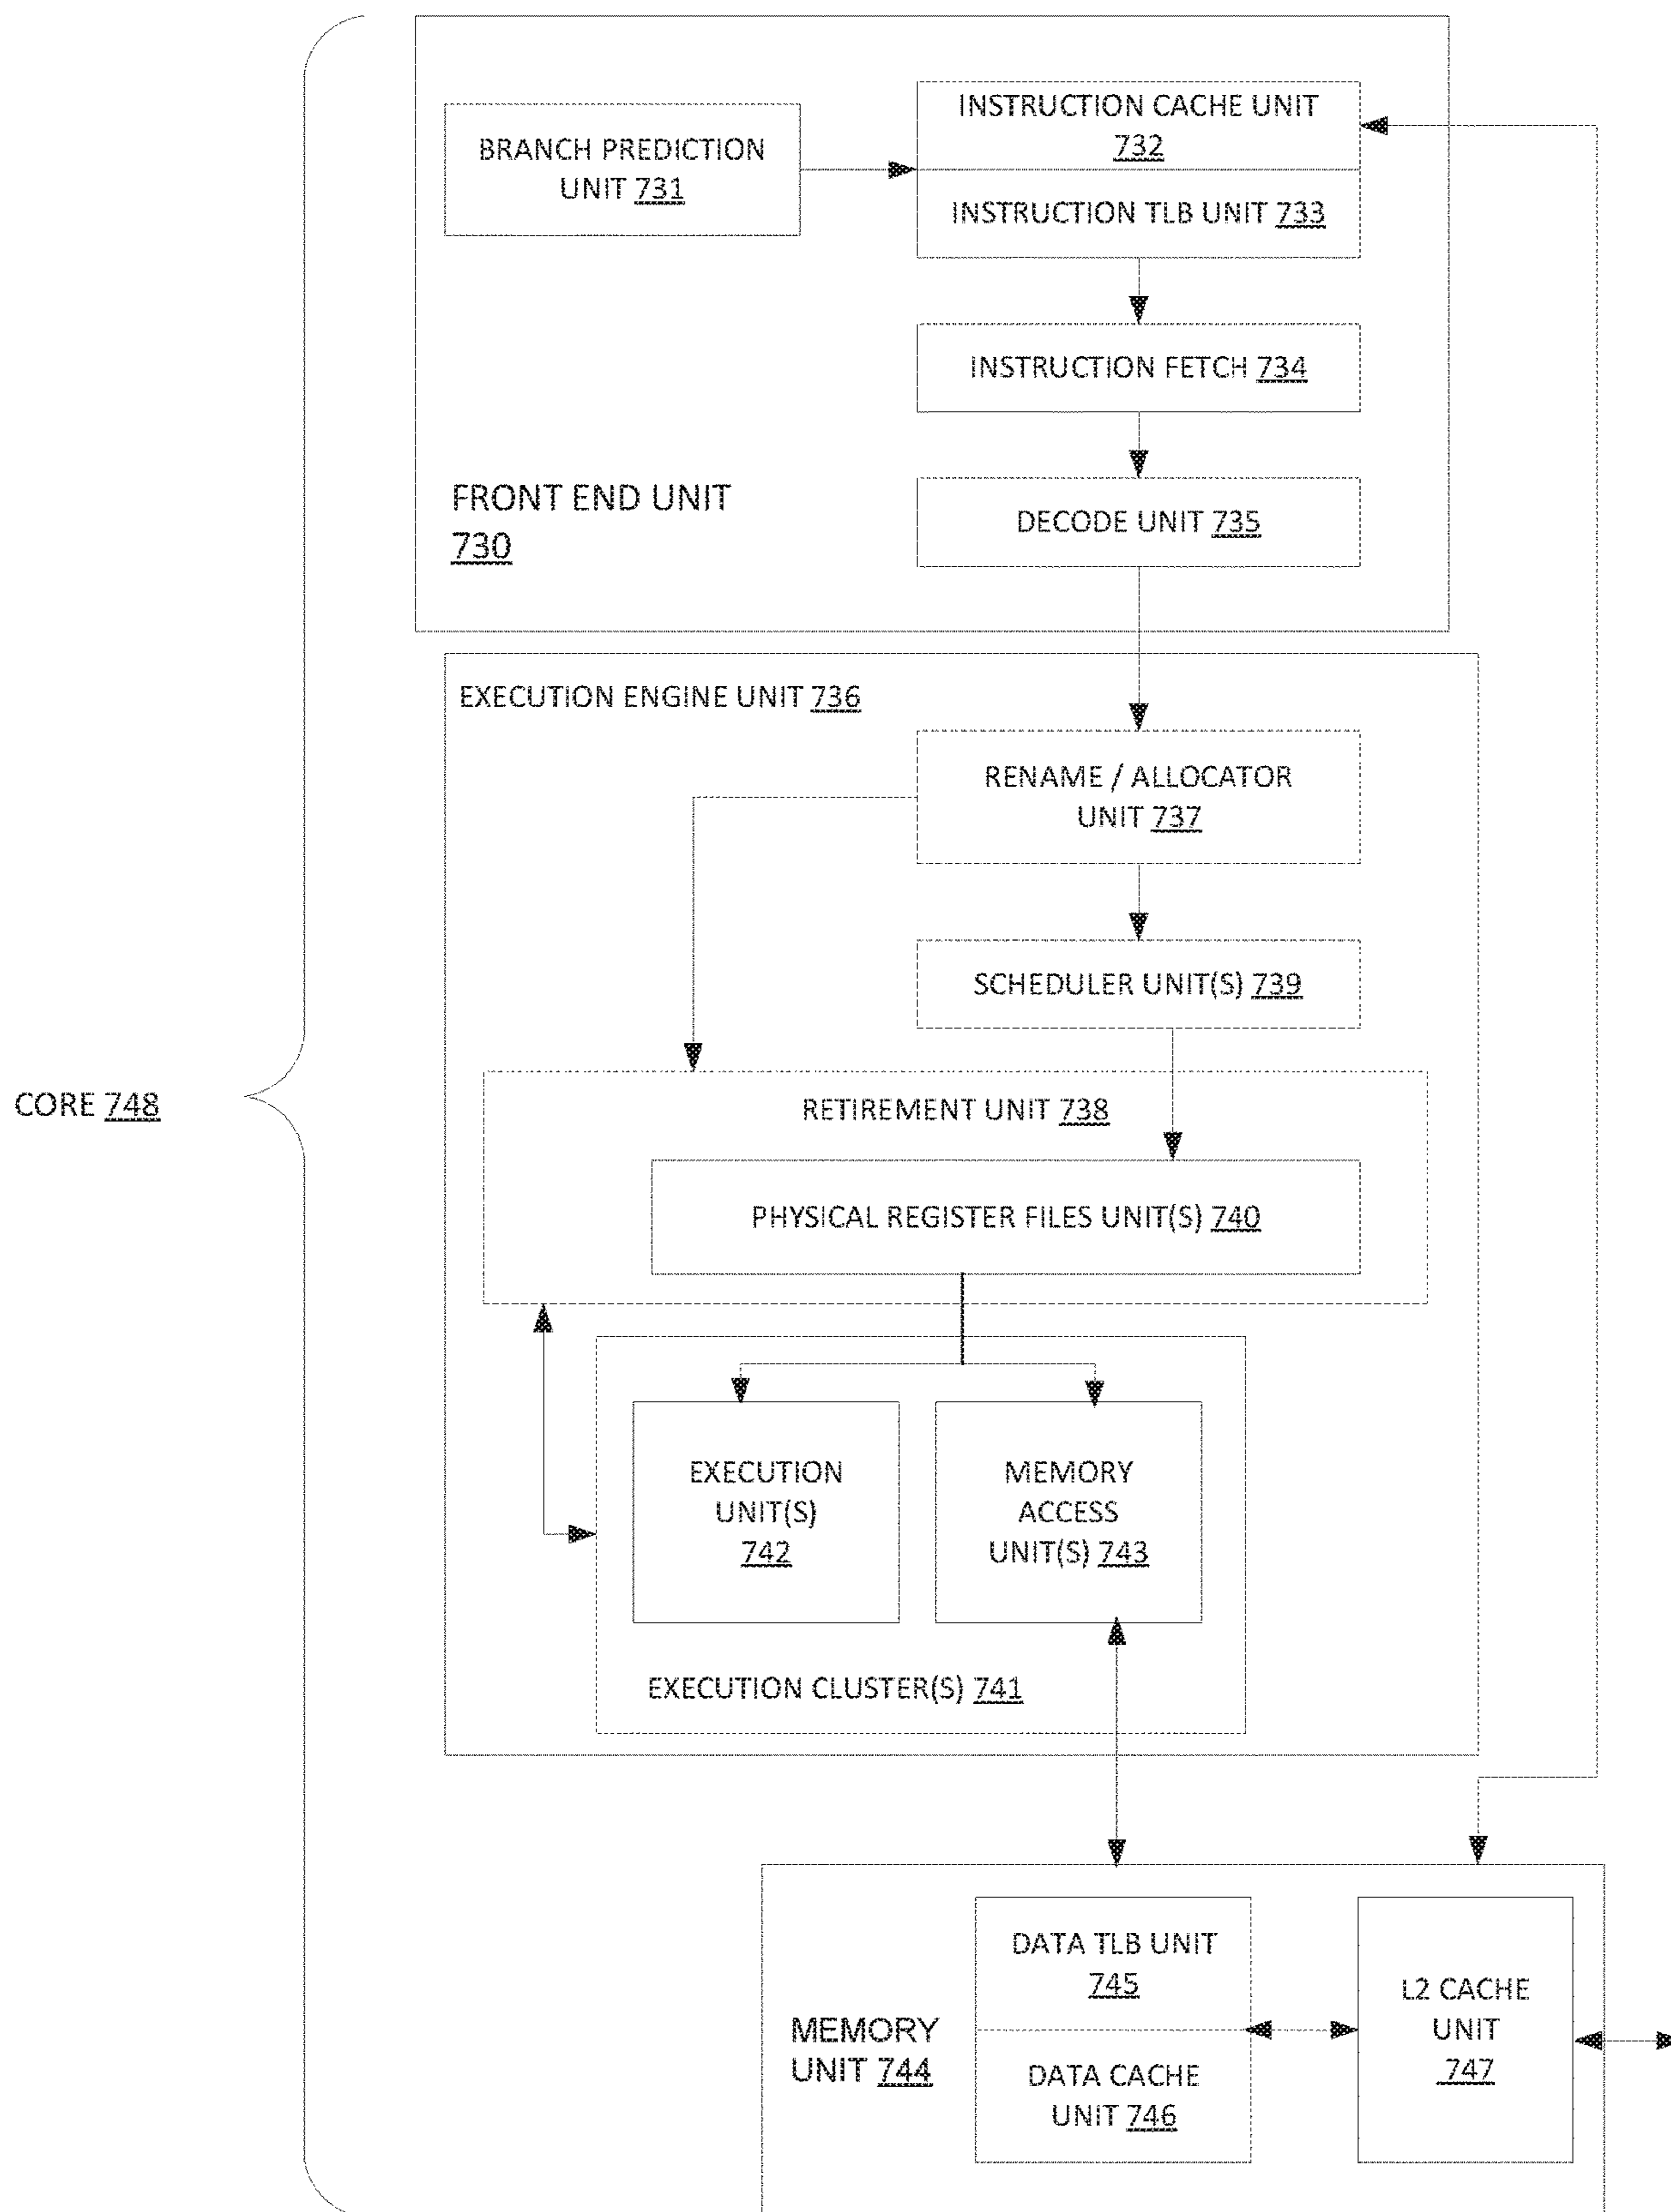 BRANCH PREDICTION
UNIT 731
INSTRUCTION CACHE UNIT
732
INSTRUCTION TLB UNIT 733
INSTRUCTION FETCH 734
FRONT END UNIT
730
DECODE UNIT 735
EXECUTION ENGINE UNIT 736
RENAME / ALLOCATOR
UNIT 737
SCHEDULER UNIT(S) 739
CORE 748
RETIREMENT UNIT 738
PHYSICAL REGISTER FILES UNIT(S) 740
EXECUTION
UNIT(S)
742
MEMORY
ACCESS
UNIT(S) 743
EXECUTION CLUSTER(S) 741
MEMORY
UNIT 744
DATA TLB UNIT
745
DATA CACHE
UNIT 746
L2 CACHE
UNIT
747